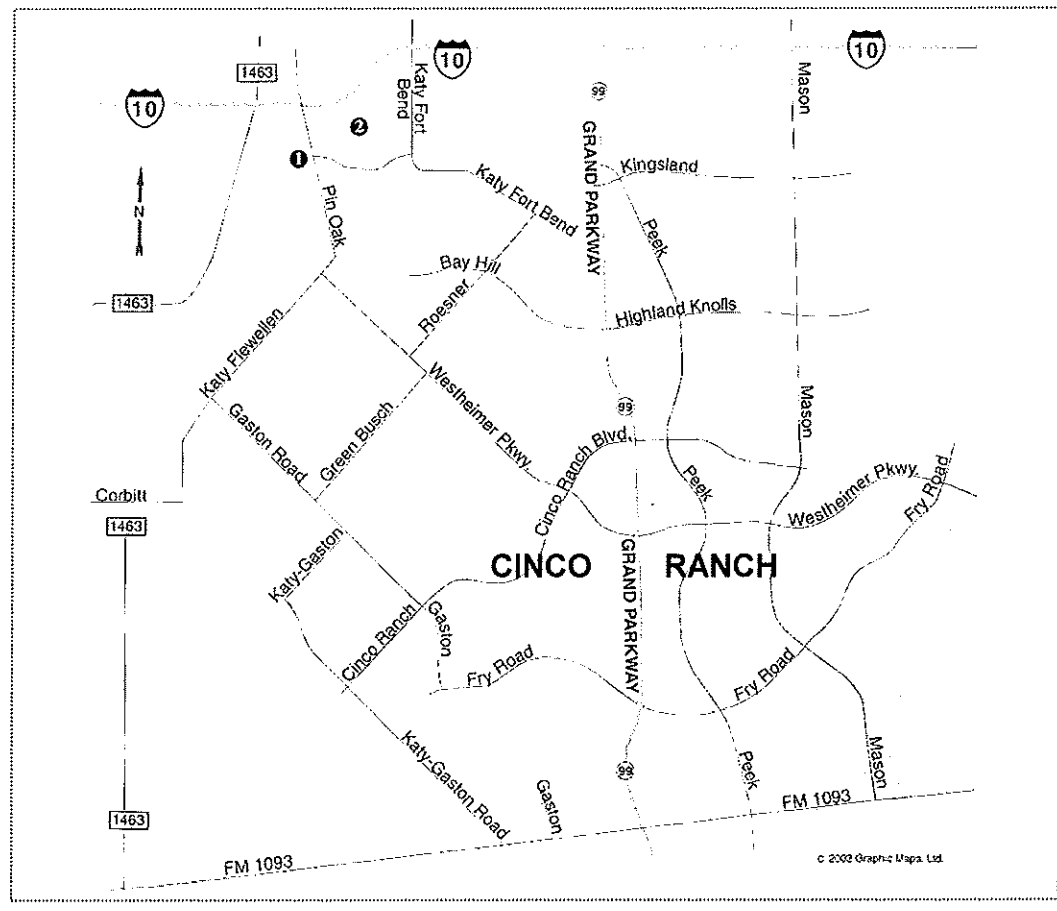 10
Mason
10
1463
Katy Fort
Bend
99
10
2
GRAND PARKWAY
1
Kingsland
N
Pin Oak
Katy Fort Bend
Peek
Bay Hill
1463
Roesner
Highland Knolls
Katy Flewellen
Westheimer Pkwy
Mason
Gaston Road
Green Busch
99
Cinco Ranch Blvd.
Peek
Westheimer Pkwy
Fry Road
Corbitt
1463
CINCO RANCH
Katy-Gaston
GRAND PARKWAY
Gaston
Cinco Ranch
Fry Road
Fry Road
Katy-Gaston Road
Peek
Mason
99
Gaston
FM 1093
1463
FM 1093
© 2003 Graphic Maps, Ltd.